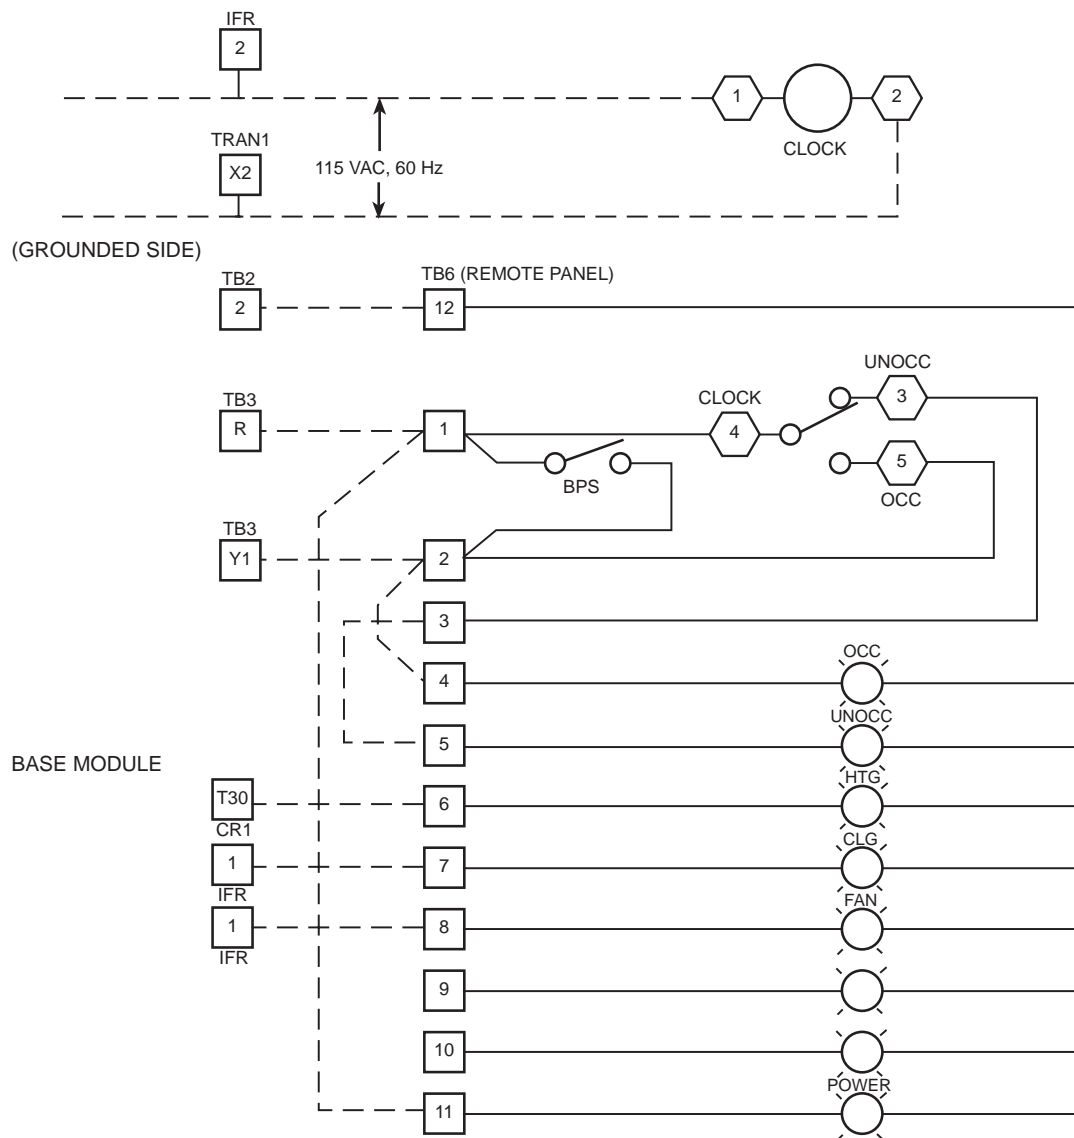 IFR
2
1
2
CLOCK
TRAN1
X2
115 VAC, 60 Hz
(GROUNDED SIDE)
TB2
2
TB6 (REMOTE PANEL)
12
UNOCC
3
CLOCK
4
TB3
R
1
5
OCC
BPS
TB3
Y1
2
3
OCC
4
UNOCC
5
BASE MODULE
HTG
T30
6
CR1
CLG
1
7
IFR
FAN
1
8
IFR
9
10
POWER
11